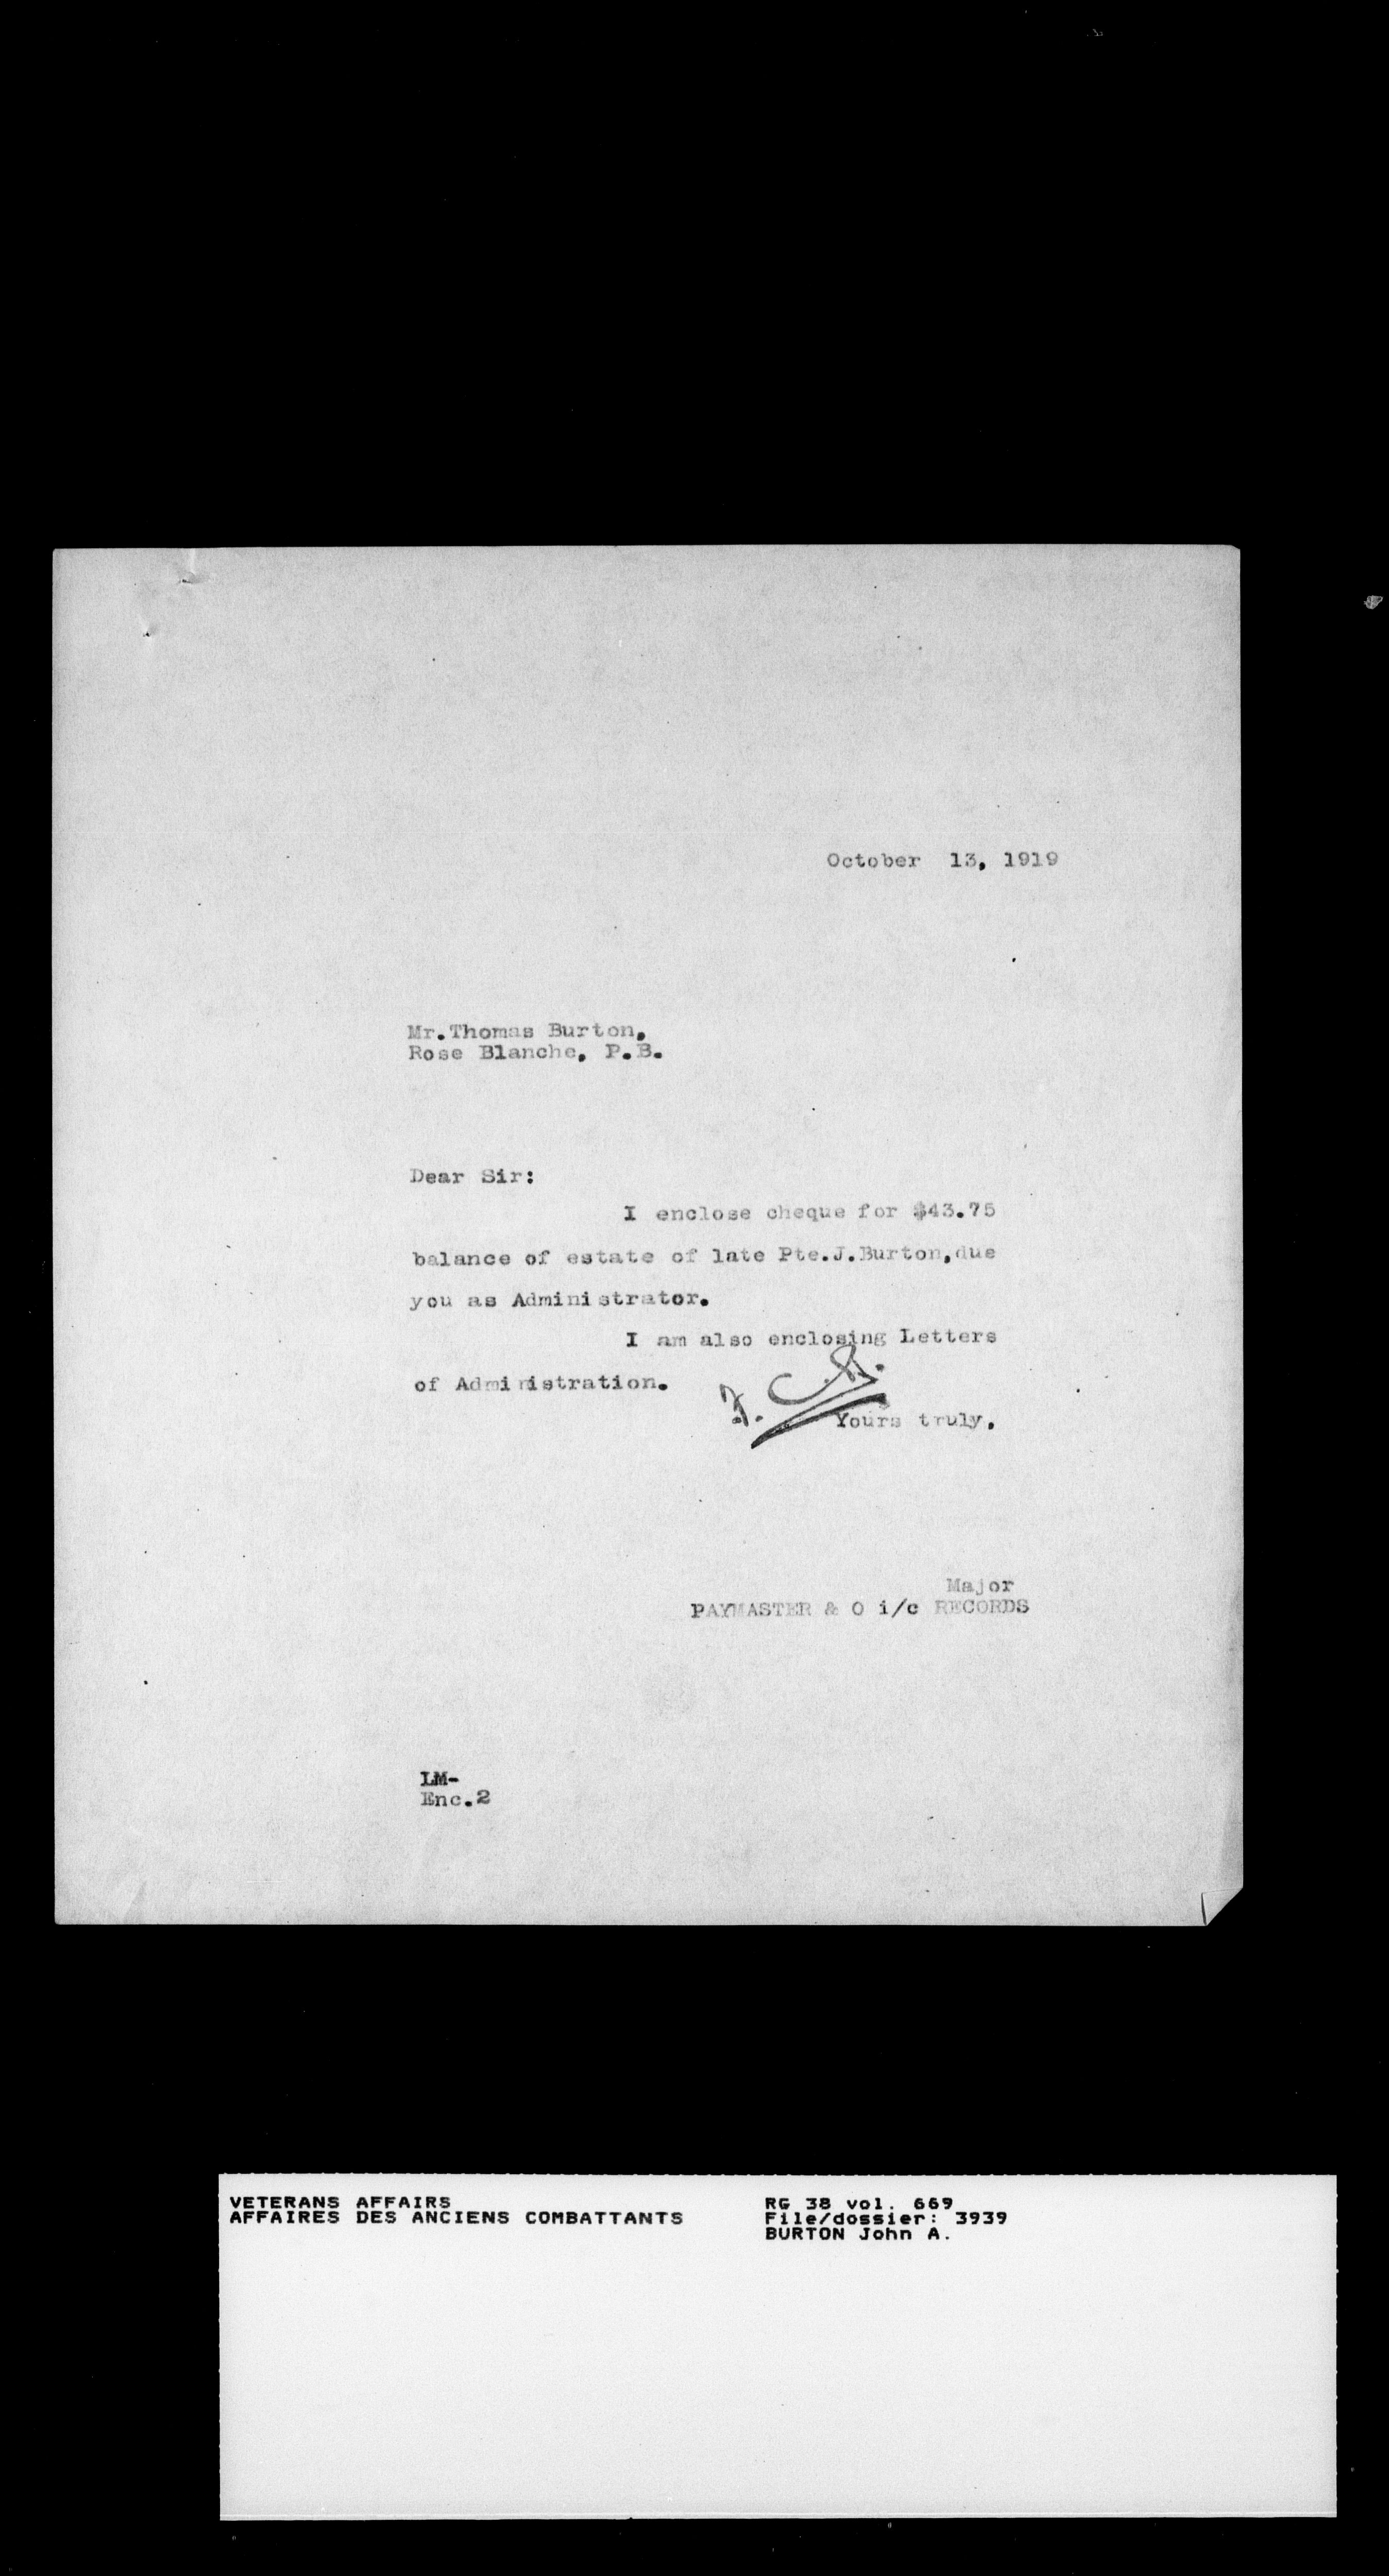 October 13, 1919
Mr.Thomas Burton,
Rose Blanche, P.B.
Dear Sir:
I enclose cheque for $43.75
balance of estate of late Pte.J.Burton,due
you as Administrator.
I am also enclosing Letters
of Administration.
Yours truly,
Major
PAYMASTER & O i/c RECORDS
LM-
Enc.2
VETERANS AFFAIRS
AFFAIRES DES ANCIENS COMBATTANTS
RG 38 vol. 669
File/dossier: 3939
BURTON John A.